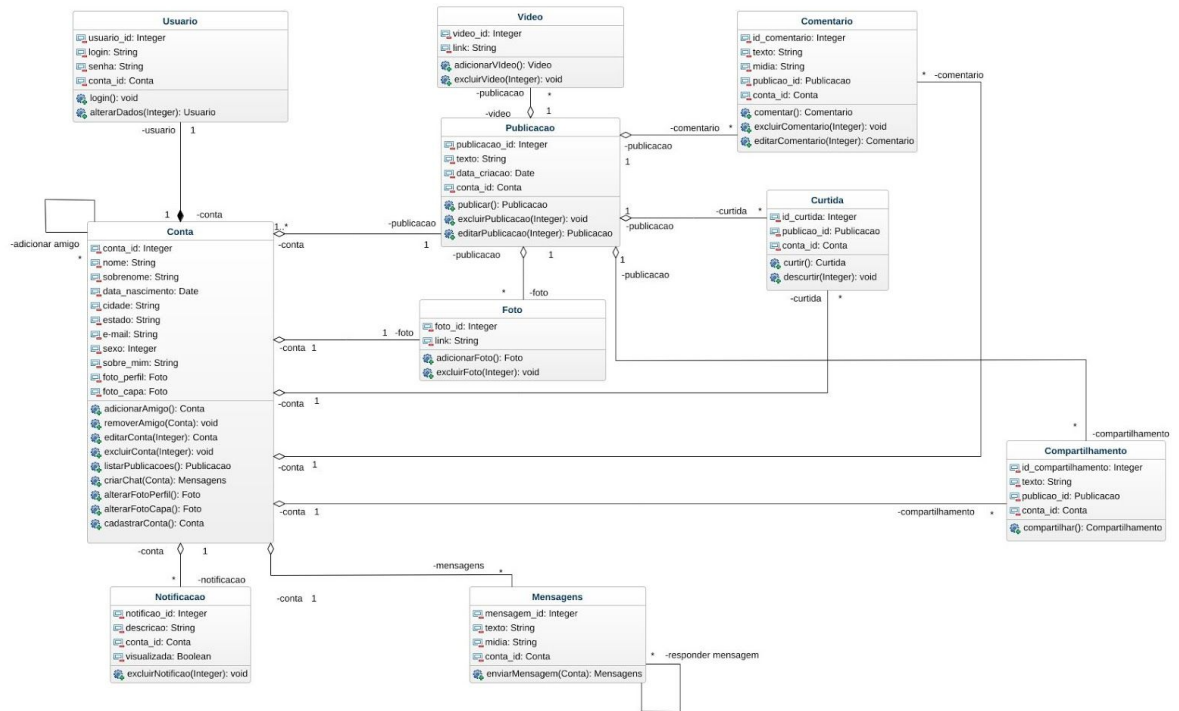 Usuario
usuario_id: Integer
login: String
senha: String
conta_id: Conta
login(): void
alterarDados(Integer): Usuario
-usuario 1
Video
video_id: Integer
link: String
adicionarVIdeo(): Video
excluirVideo(Integer): void
-publicacao *
-video 1
Comentario
id_comentario: Integer
texto: String
midia: String
publicao_id: Publicacao
conta_id: Conta
comentar(): Comentario
excluirComentario(Integer): void
editarComentario(Integer): Comentario
* -comentario
Publicacao
publicacao_id: Integer
texto: String
data_criacao: Date
conta_id: Conta
publicar(): Publicacao
excluirPublicacao(Integer): void
editarPublicacao(Integer): Publicacao
-comentario *
-publicacao
1
1 -curtida *
-publicacao
Curtida
id_curtida: Integer
publicao_id: Publicacao
conta_id: Conta
curtir(): Curtida
descurtir(Integer): void
-curtida *
1 -conta
-adicionar amigo
*
1..* -publicacao
-conta 1
-publicacao 1
1
-publicacao
* -foto
Conta
conta_id: Integer
nome: String
sobrenome: String
data_nascimento: Date
cidade: String
estado: String
e-mail: String
sexo: Integer
sobre_mim: String
foto_perfil: Foto
foto_capa: Foto
adicionarAmigo(): Conta
removerAmigo(Conta): void
editarConta(Integer): Conta
excluirConta(Integer): void
listarPublicacoes(): Publicacao
criarChat(Conta): Mensagens
alterarFotoPerfil(): Foto
alterarFotoCapa(): Foto
cadastrarConta(): Conta
Foto
foto_id: Integer
link: String
adicionarFoto(): Foto
excluirFoto(Integer): void
1 -foto
-conta 1
-conta 1
-conta 1
-conta 1
* -compartilhamento
Compartilhamento
id_compartilhamento: Integer
texto: String
publicao_id: Publicacao
conta_id: Conta
compartilhar(): Compartilhamento
-compartilhamento *
-conta 1
* -notificacao
-mensagens *
-conta 1
Notificacao
notificao_id: Integer
descricao: String
conta_id: Conta
visualizada: Boolean
excluirNotificao(Integer): void
Mensagens
mensagem_id: Integer
texto: String
midia: String
conta_id: Conta
enviarMensagem(Conta): Mensagens
* -responder mensagem